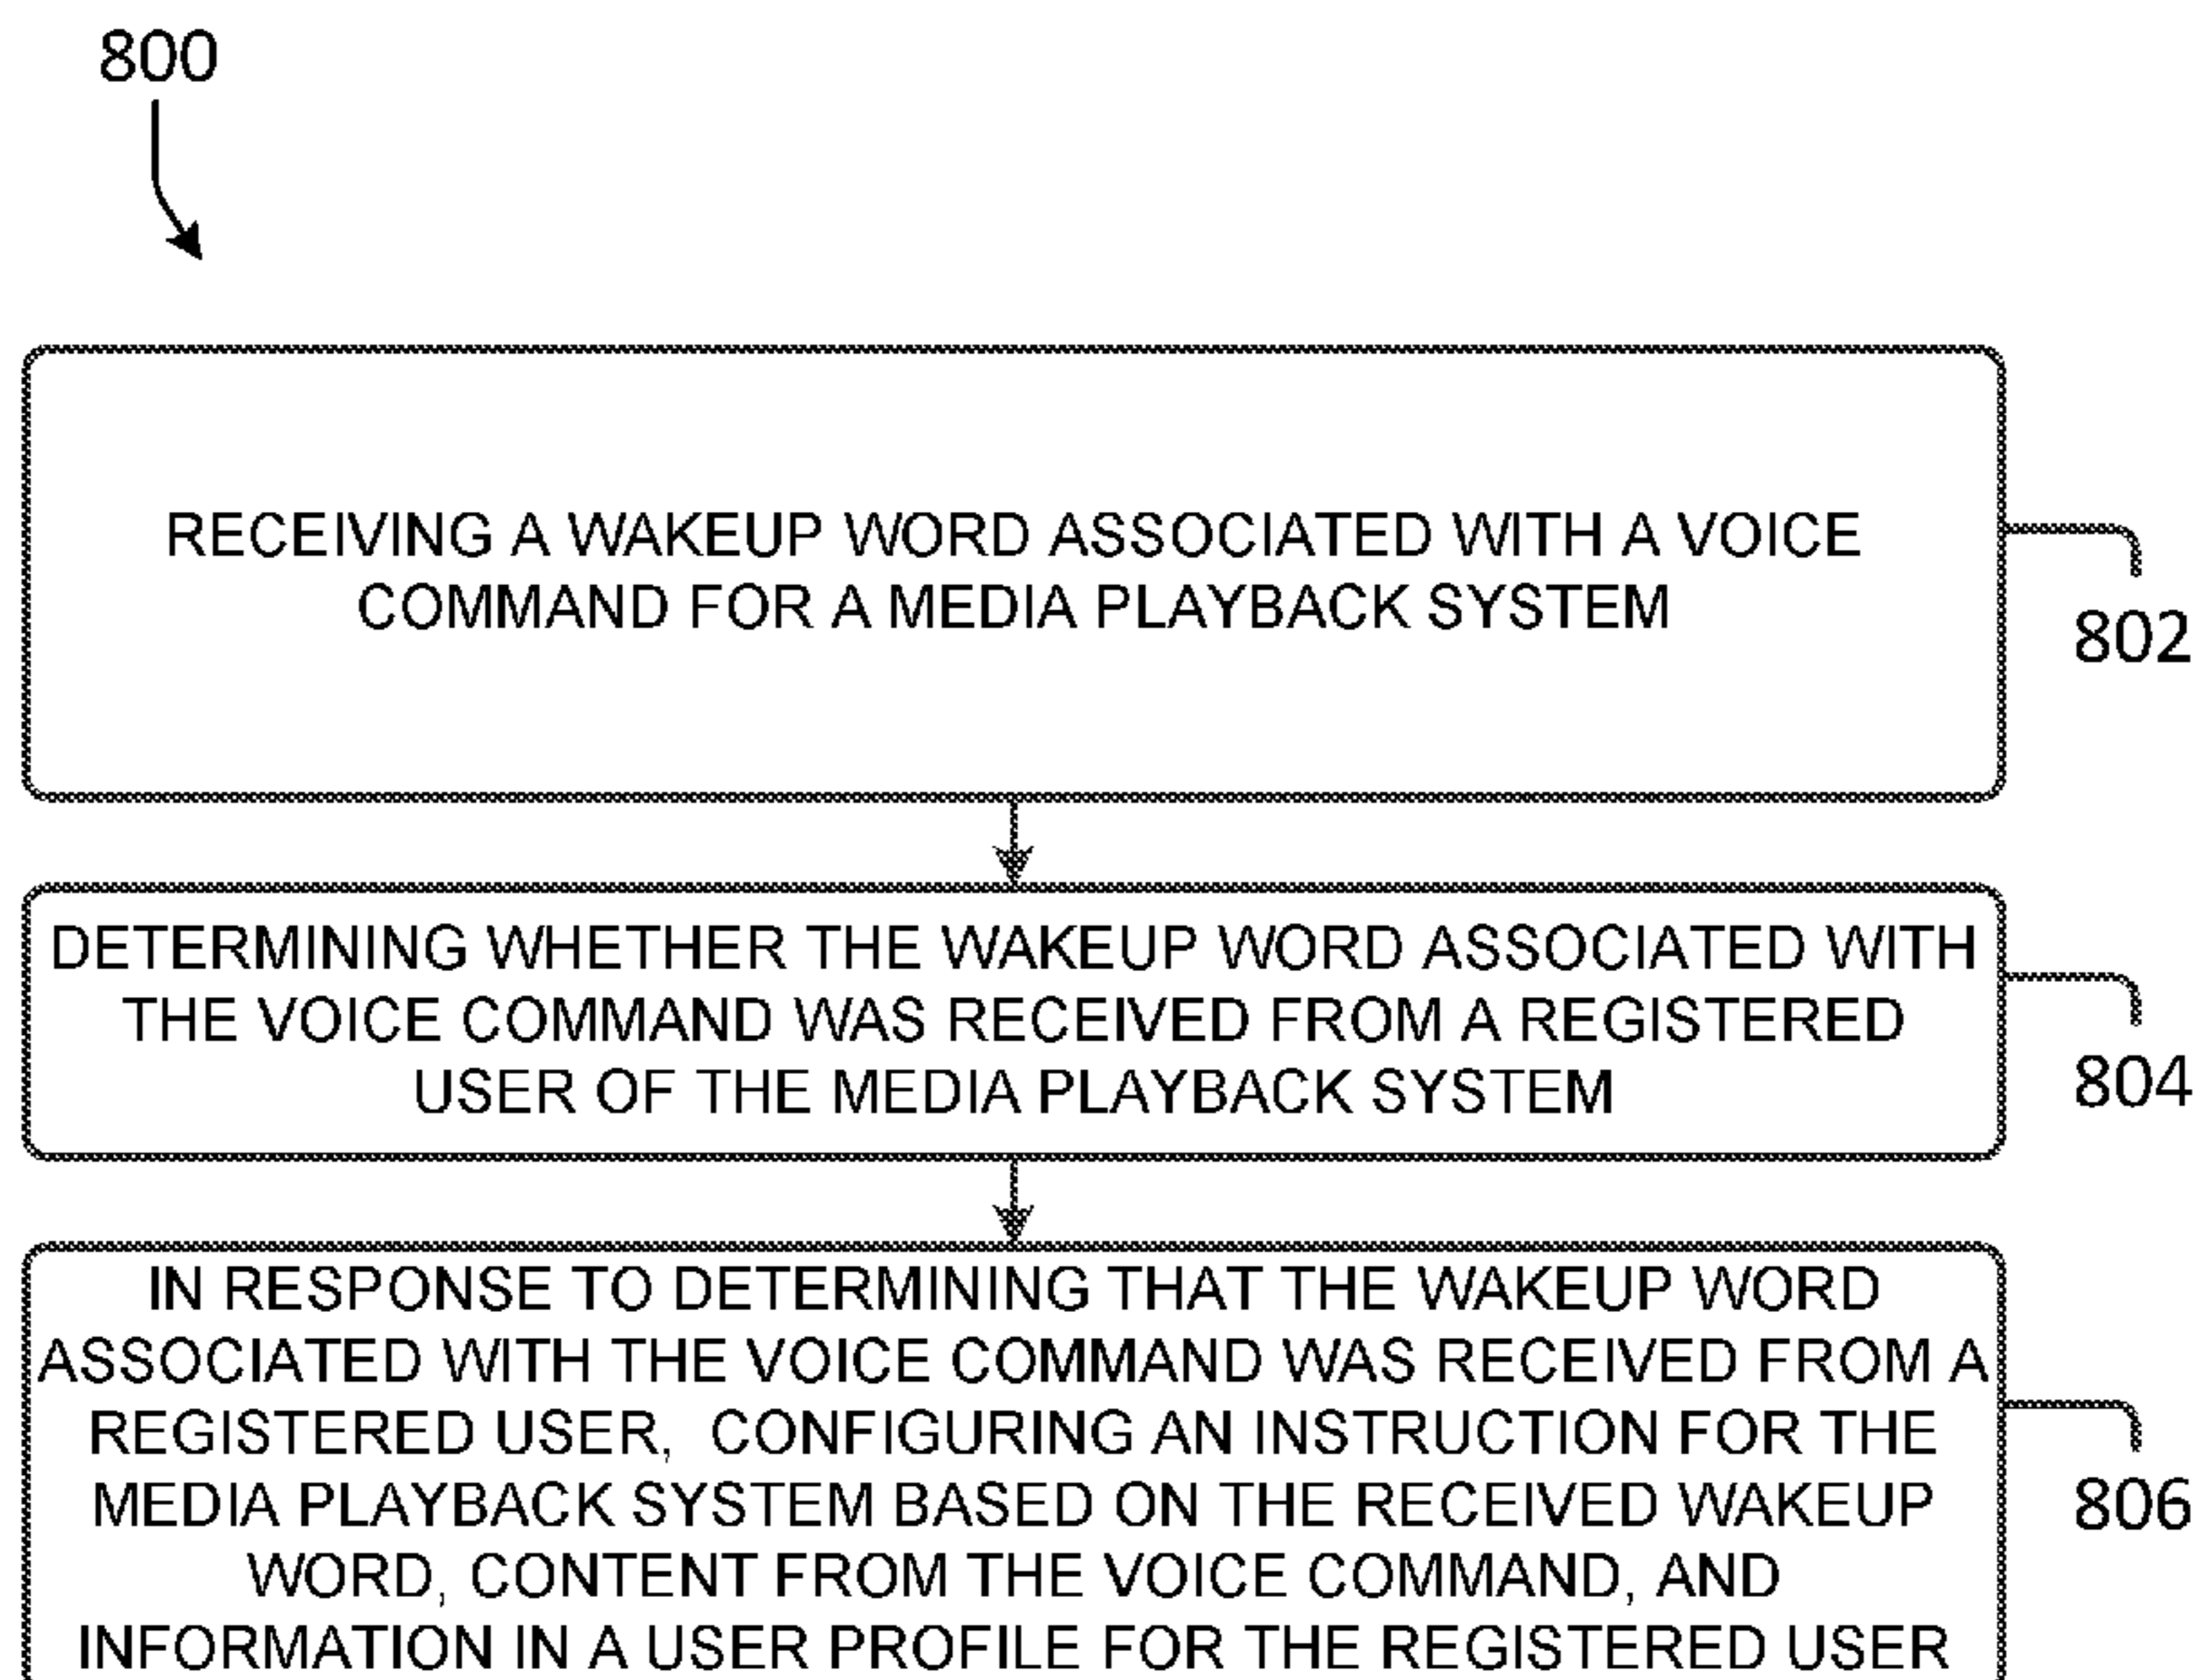 800
RECEIVING A WAKEUP WORD ASSOCIATED WITH A VOICE
COMMAND FOR A MEDIA PLAYBACK SYSTEM
802
DETERMINING WHETHER THE WAKEUP WORD ASSOCIATED WITH
THE VOICE COMMAND WAS RECEIVED FROM A REGISTERED
USER OF THE MEDIA PLAYBACK SYSTEM
804
IN RESPONSE TO DETERMINING THAT THE WAKEUP WORD
ASSOCIATED WITH THE VOICE COMMAND WAS RECEIVED FROM A
REGISTERED USER, CONFIGURING AN INSTRUCTION FOR THE
MEDIA PLAYBACK SYSTEM BASED ON THE RECEIVED WAKEUP
WORD, CONTENT FROM THE VOICE COMMAND, AND
INFORMATION IN A USER PROFILE FOR THE REGISTERED USER
806